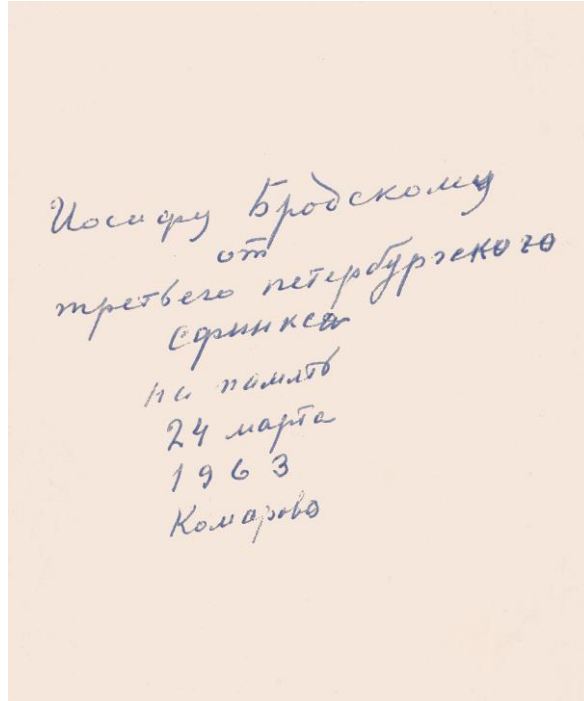 Иосифу Бродскому
от
третьего петербургского
сфинкса
на память
24 марта
1963
Комарово